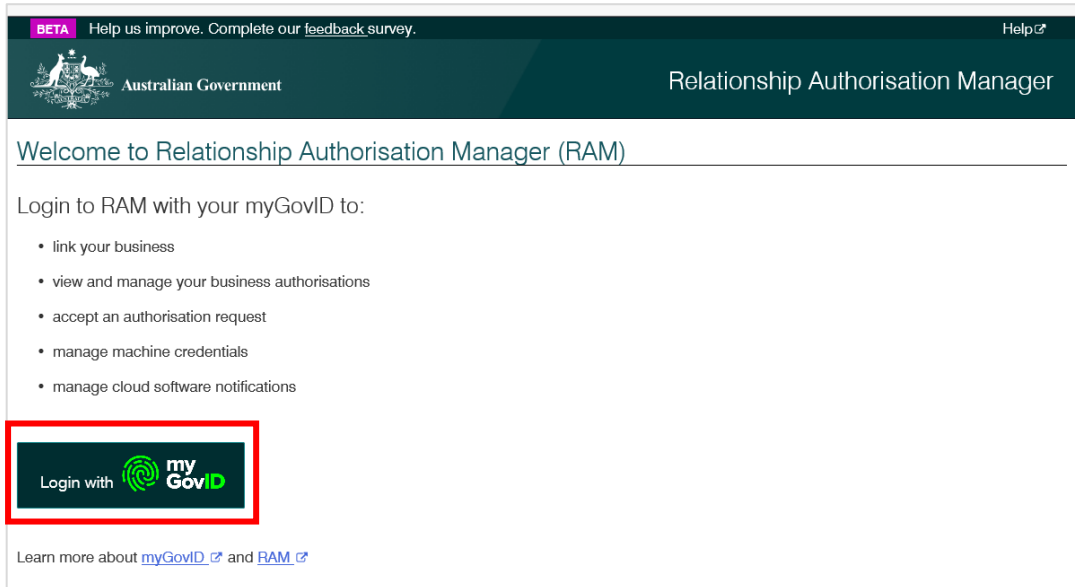 BETA Help us improve. Complete our feedback survey. Help
Australian Government
Relationship Authorisation Manager
Welcome to Relationship Authorisation Manager (RAM)
Login to RAM with your myGovID to:
• link your business
• view and manage your business authorisations
• accept an authorisation request
• manage machine credentials
• manage cloud software notifications
Login with my GovID
Learn more about myGovID and RAM